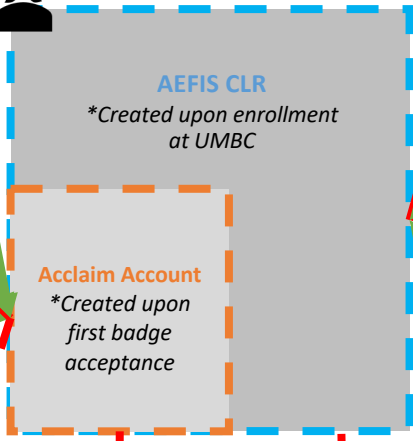 AEFIS CLR
*Created upon enrollment
at UMBC
Acclaim Account
*Created upon
first badge
acceptance